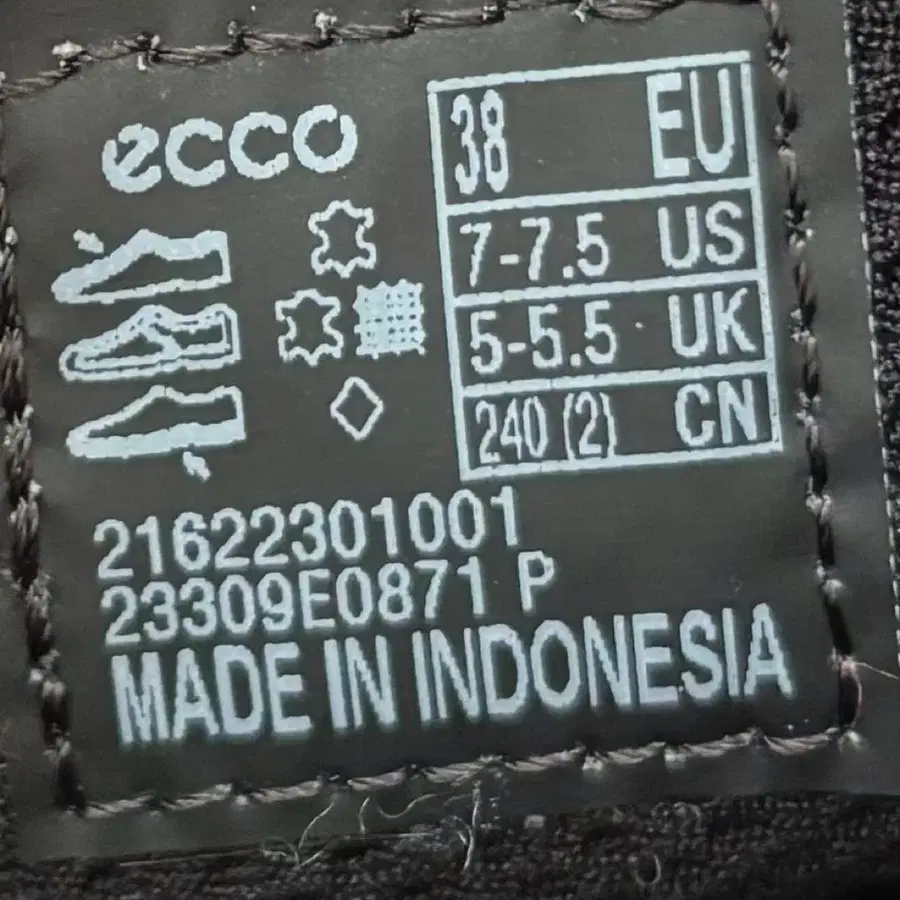 ecco
38 EU
7-7.5 US
5-5.5 UK
240 (2) CN
21622301001
23309E0871 P
MADE IN INDONESIA